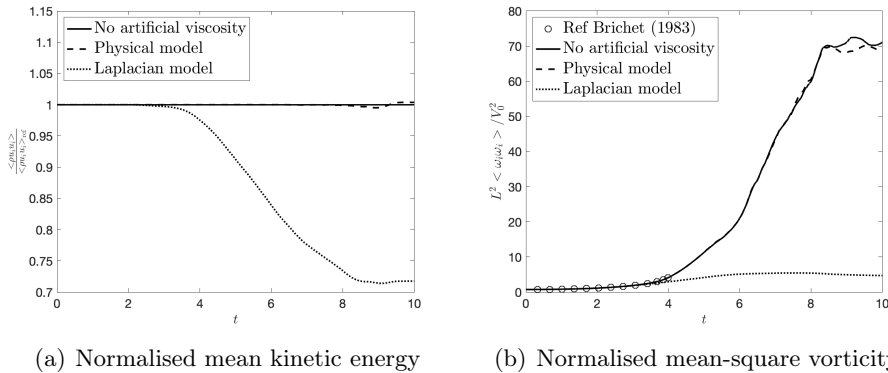 1.15
1.1
1.05
1
0.95
0.9
0.85
0.8
0.75
0.7
0 2 4 6 8 10
t
No artificial viscosity
Physical model
Laplacian model
80
70
60
50
40
30
20
10
0
L² < ωᵢωᵢ > /V₀²
0 2 4 6 8 10
t
Ref Brichet (1983)
No artificial viscosity
Physical model
Laplacian model
(a) Normalised mean kinetic energy
(b) Normalised mean-square vorticity